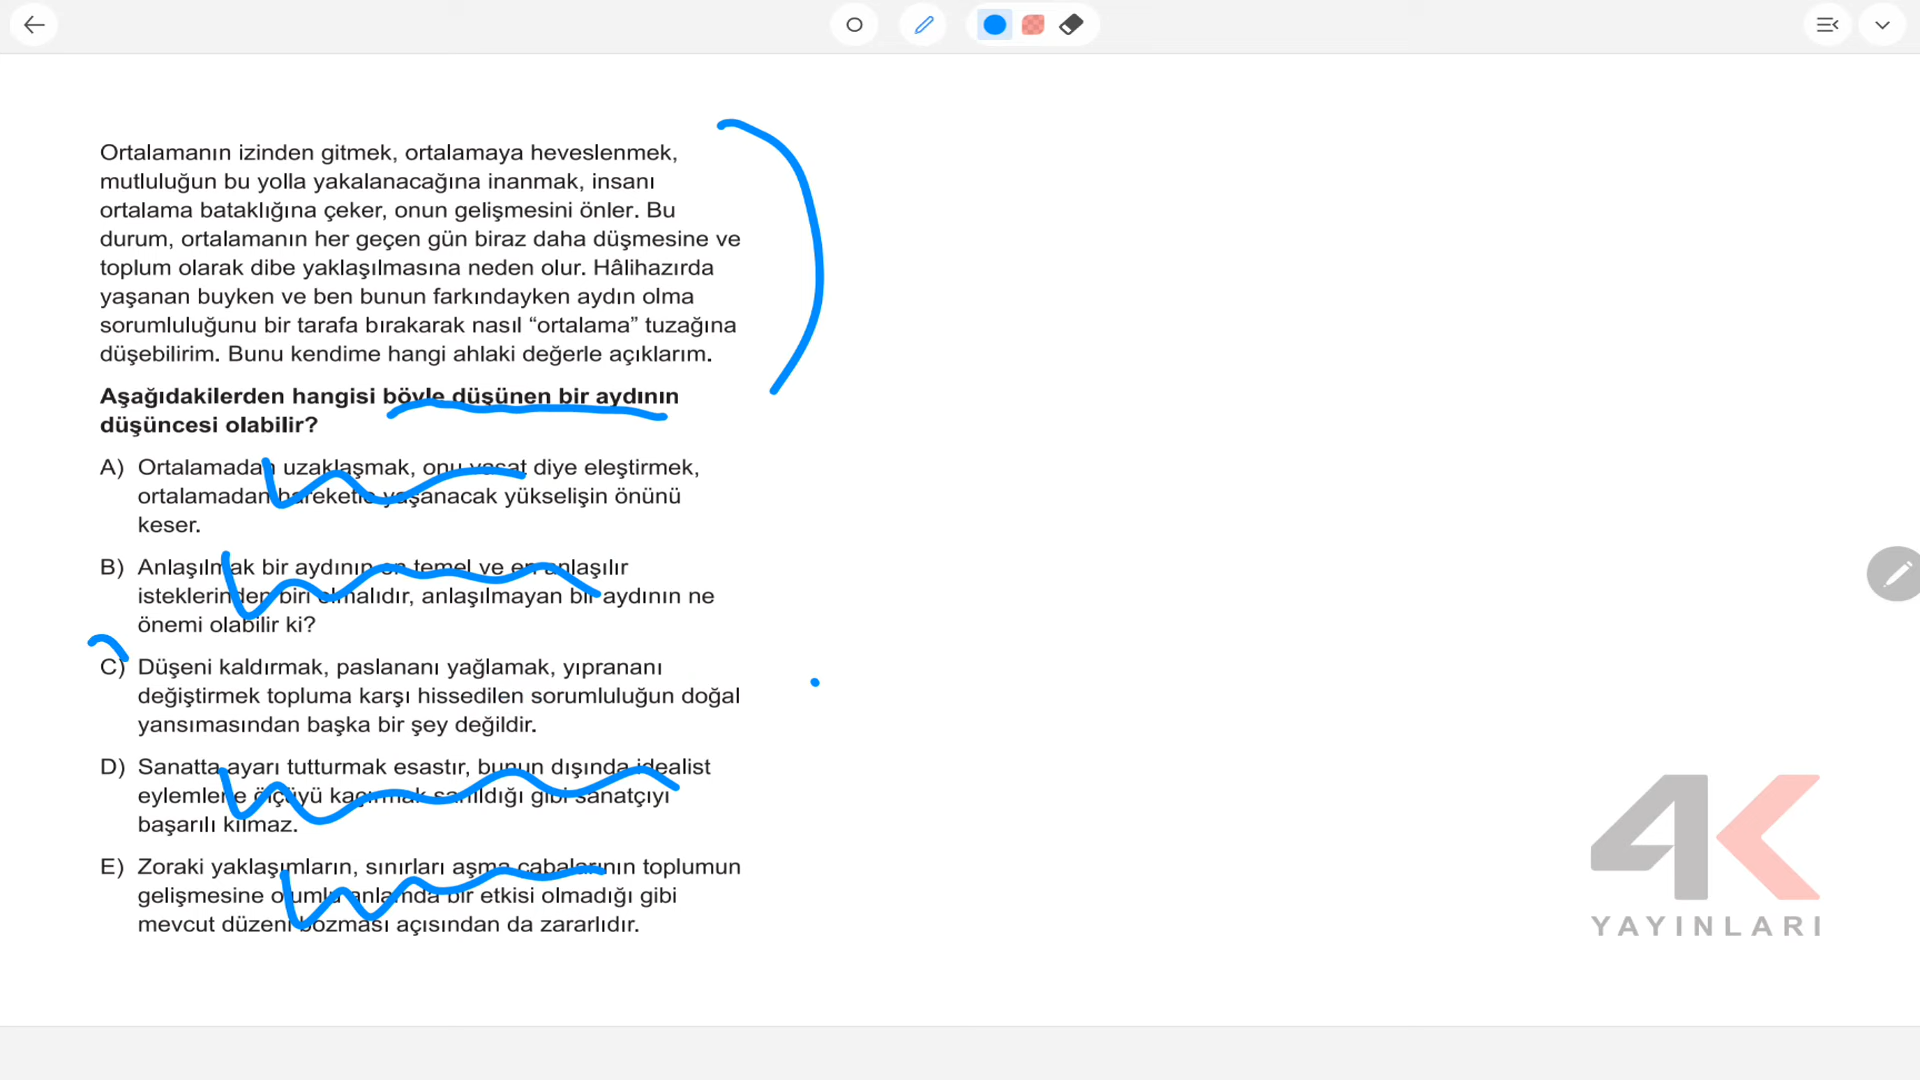 Ortalamanın izinden gitmek, ortalamaya heveslenmek,
mutluluğun bu yolla yakalanacağına inanmak, insanı
ortalama bataklığına çeker, onun gelişmesini önler. Bu
durum, ortalamanın her geçen gün biraz daha düşmesine ve
toplum olarak dibe yaklaşılmasına neden olur. Hâlihazırda
yaşanan buyken ve ben bunun farkındayken aydın olma
sorumluluğunu bir tarafa bırakarak nasıl “ortalama” tuzağına
düşebilirim. Bunu kendime hangi ahlaki değerle açıklarım.
Aşağıdakilerden hangisi böyle düşünen bir aydının
düşüncesi olabilir?
A) Ortalamadan uzaklaşmak, onu vasat diye eleştirmek,
ortalamadan hareketle yaşanacak yükselişin önünü
keser.
B) Anlaşılmak bir aydının en temel ve en anlaşılır
isteklerinden biri olmalıdır, anlaşılmayan bir aydının ne
önemi olabilir ki?
C) Düşeni kaldırmak, paslananı yağlamak, yıprananı
değiştirmek topluma karşı hissedilen sorumluluğun doğal
yansımasından başka bir şey değildir.
D) Sanatta ayarı tutturmak esastır, bunun dışında idealist
eylemlerle ölçüyü kaçırmak sanıldığı gibi sanatçıyı
başarılı kılmaz.
E) Zoraki yaklaşımların, sınırları aşma çabalarının toplumun
gelişmesine olumlu anlamda bir etkisi olmadığı gibi
mevcut düzeni bozması açısından da zararlıdır.
4K
YAYINLARI